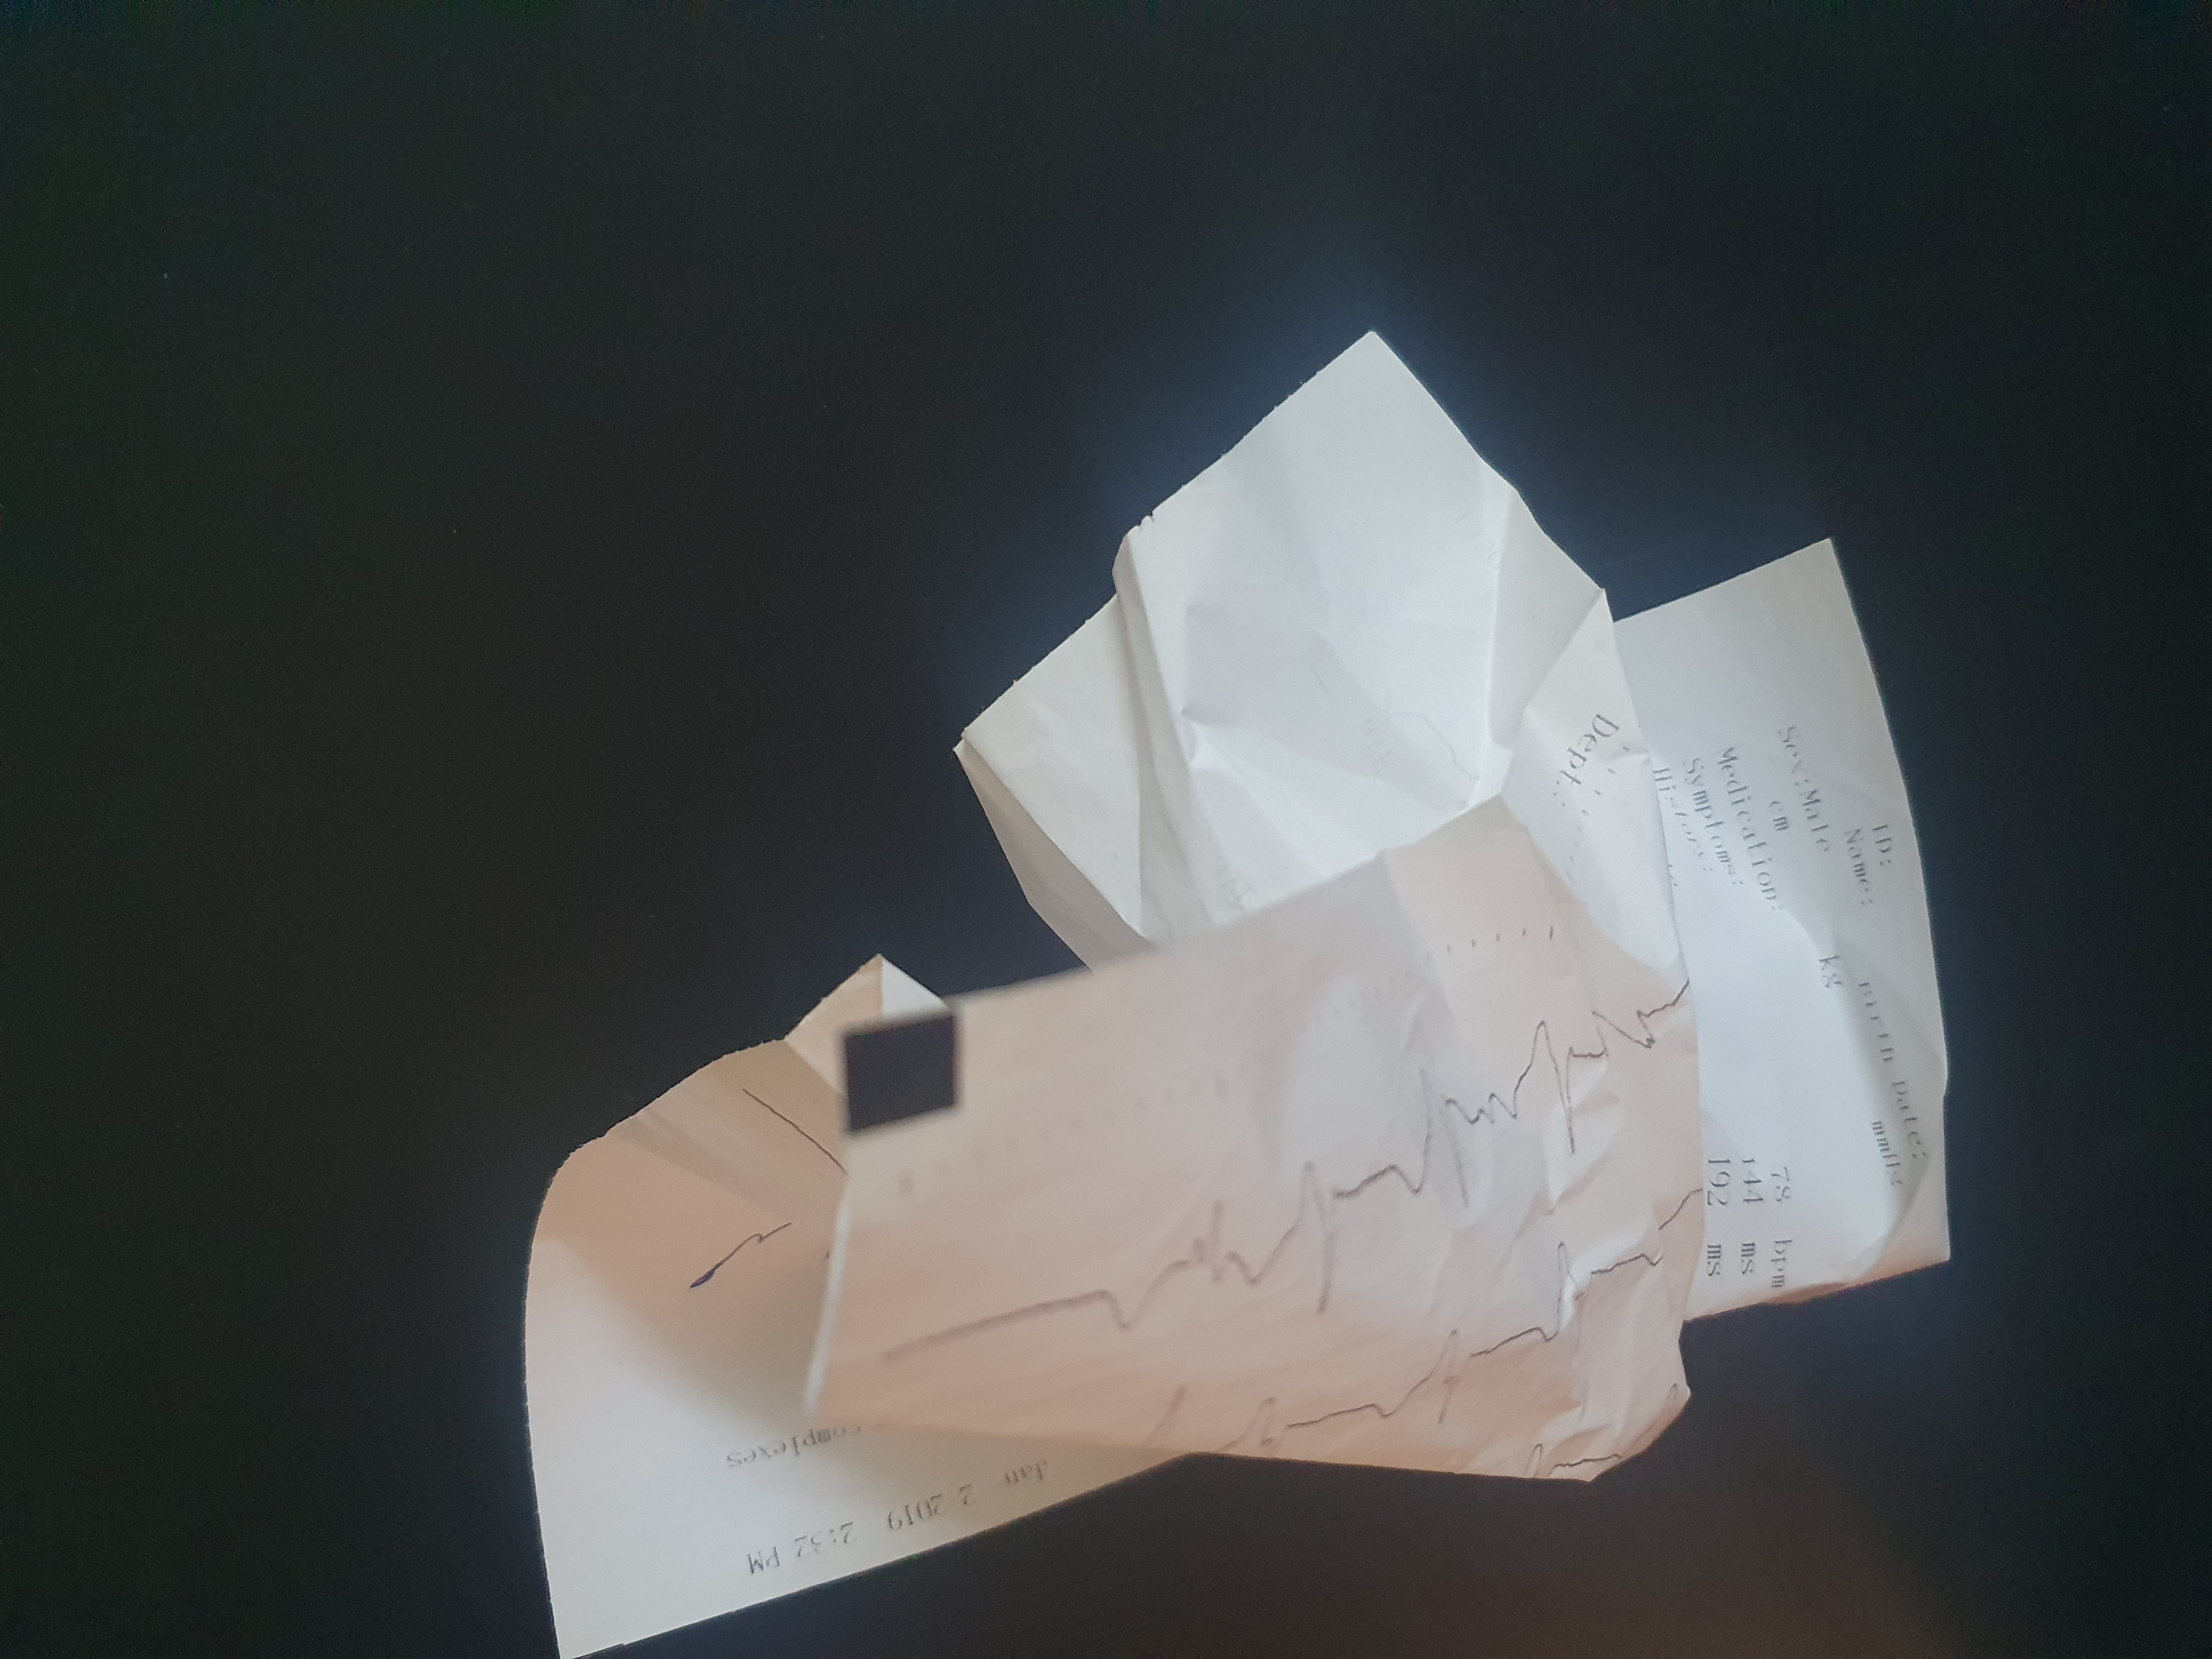 Jan 2 2019 2:32 PM
complexes
ID: Birth Date:
Name: mmHg
Sex:Male kg
cm
Medication: 78 bpm
Symptoms: 144 ms
192 ms
Dept.